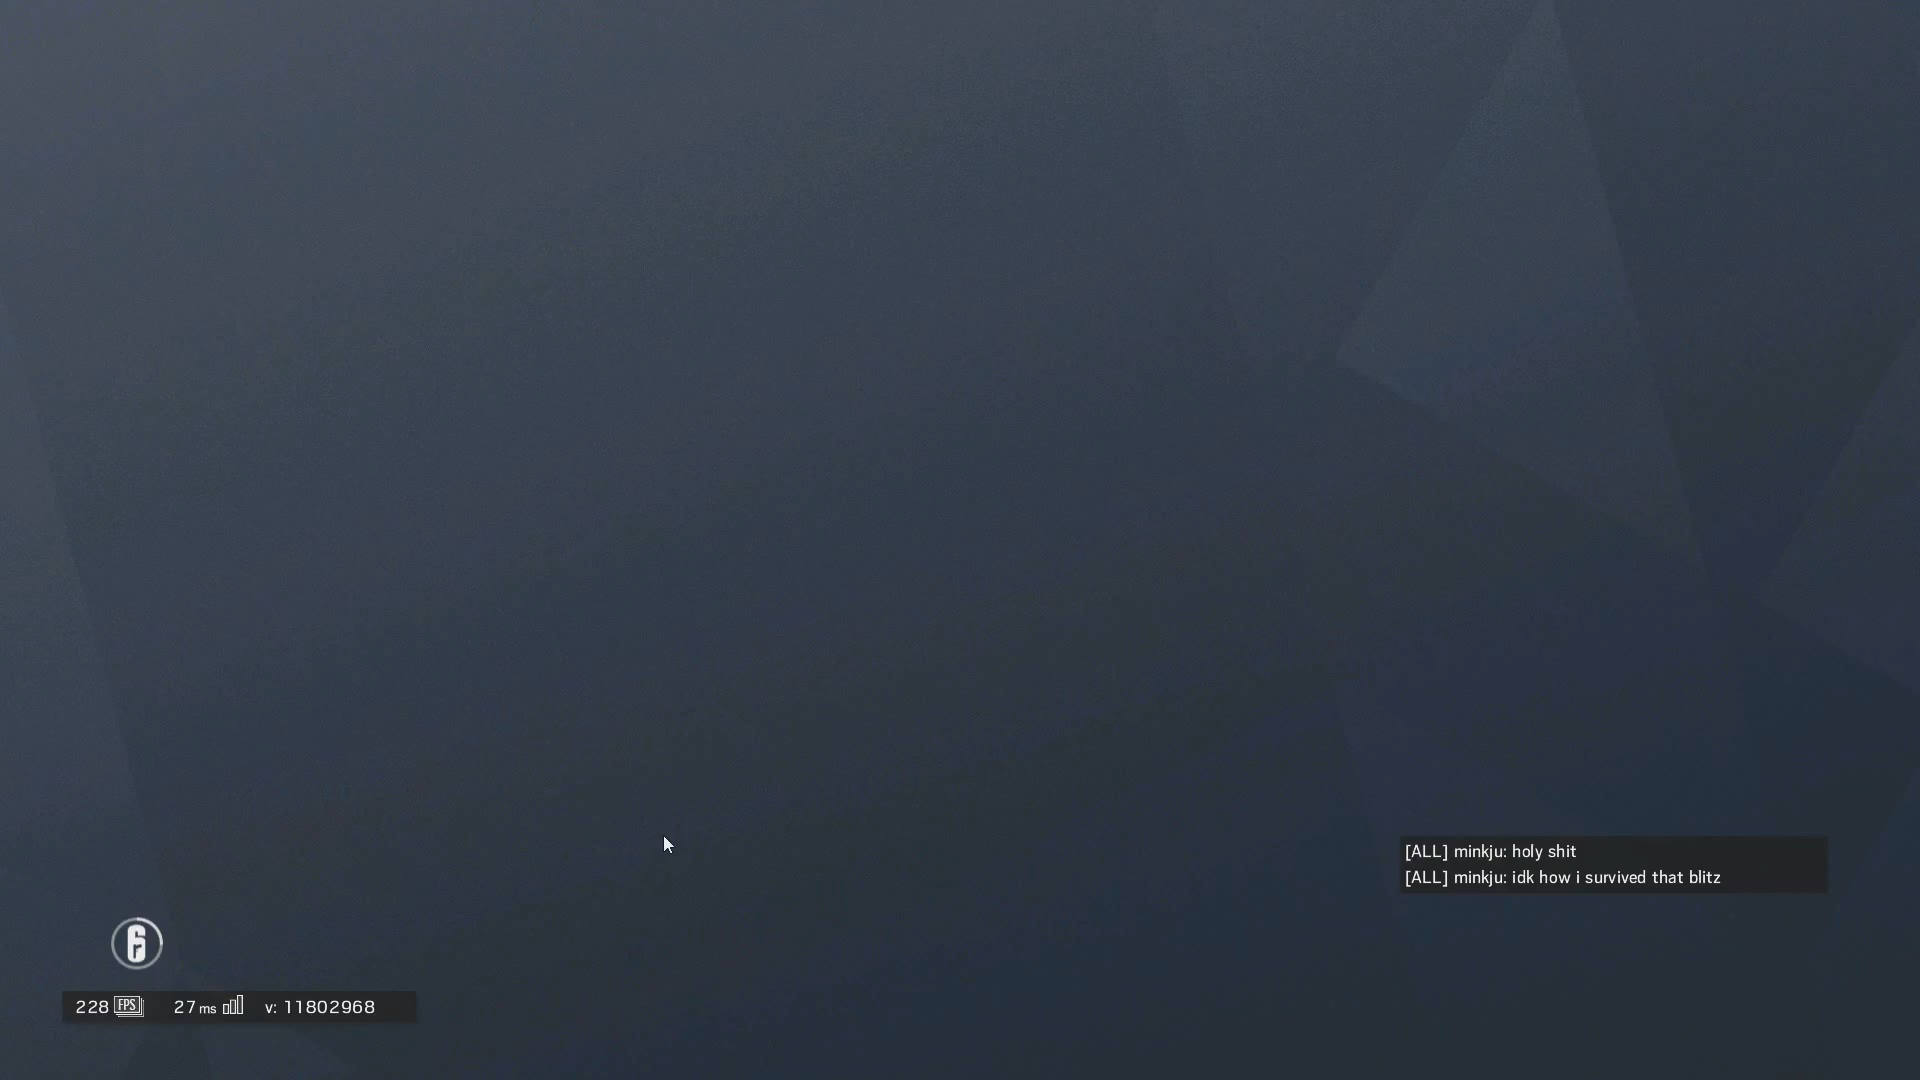 [ALL] minkju: holy shit
[ALL] minkju: idk how i survived that blitz
228 FPS 27 ms v: 11802968